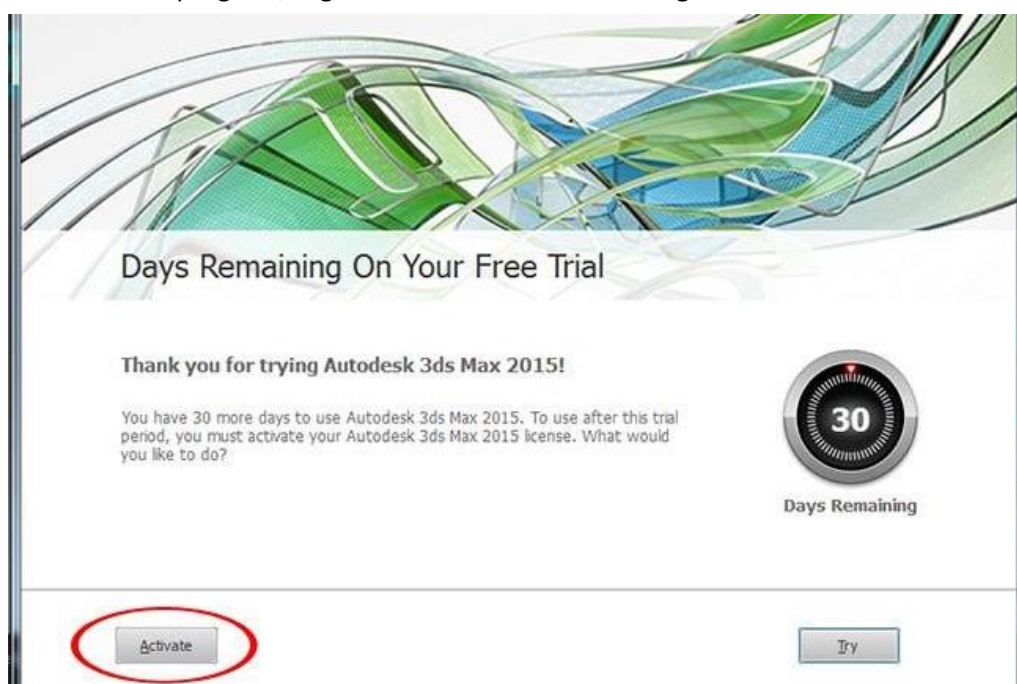 Days Remaining On Your Free Trial
Thank you for trying Autodesk 3ds Max 2015!
You have 30 more days to use Autodesk 3ds Max 2015. To use after this trial
period, you must activate your Autodesk 3ds Max 2015 license. What would
you like to do?
30
Days Remaining
Activate
Try